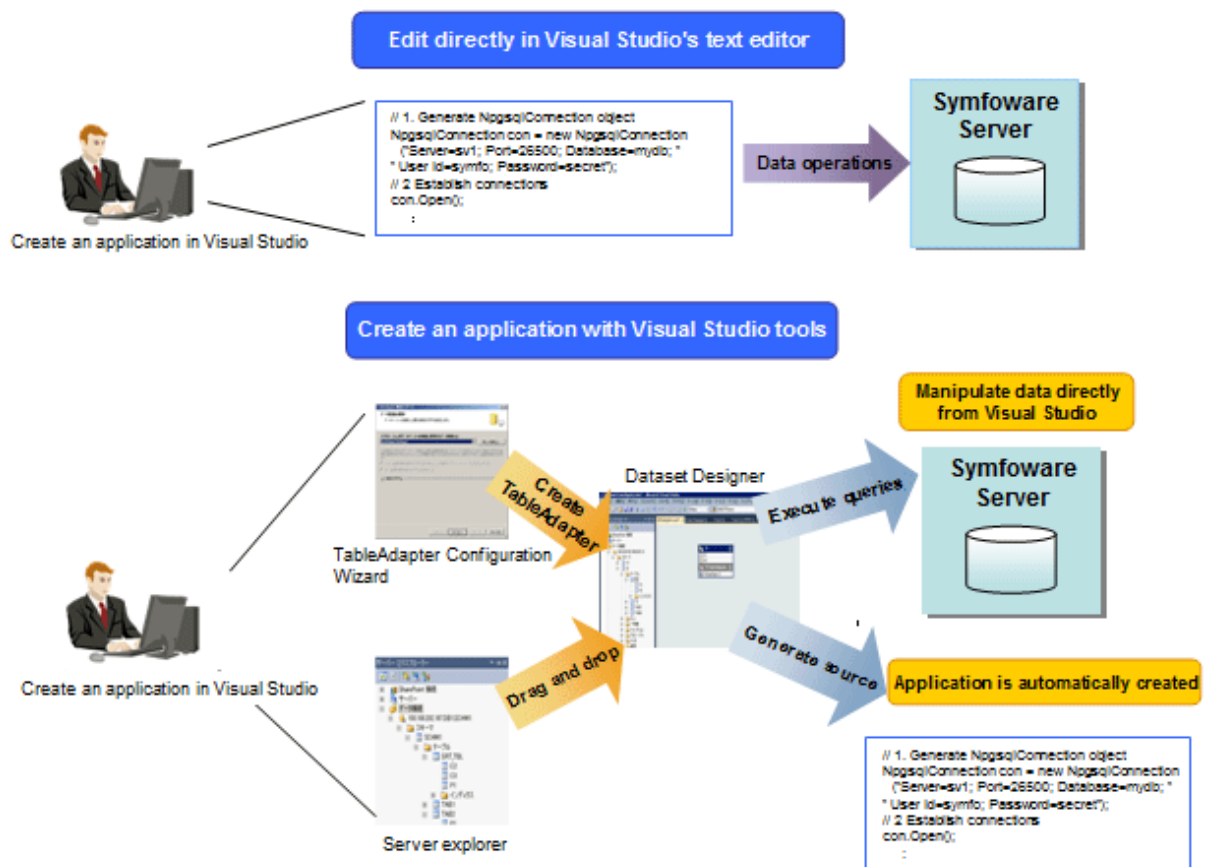 Edit directly in Visual Studio's text editor
// 1. Generate NpgsqlConnection object
NpgsqlConnection con = new NpgsqlConnection
("Server=sv1; Port=26500; Database=mydb; "
" User Id=symfo; Password=secret");
// 2 Establish connections
con.Open();
:
Create an application in Visual Studio
Data operations
Symfoware
Server
Create an application with Visual Studio tools
TableAdapter Configuration
Wizard
Create
TableAdapter
Dataset Designer
Execute queries
Manipulate data directly
from Visual Studio
Symfoware
Server
Create an application in Visual Studio
Server explorer
Drag and drop
Generate source
Application is automatically created
// 1. Generate NpgsqlConnection object
NpgsqlConnection con = new NpgsqlConnection
("Server=sv1; Port=26500; Database=mydb; "
" User Id=symfo; Password=secret");
// 2 Establish connections
con.Open();
: